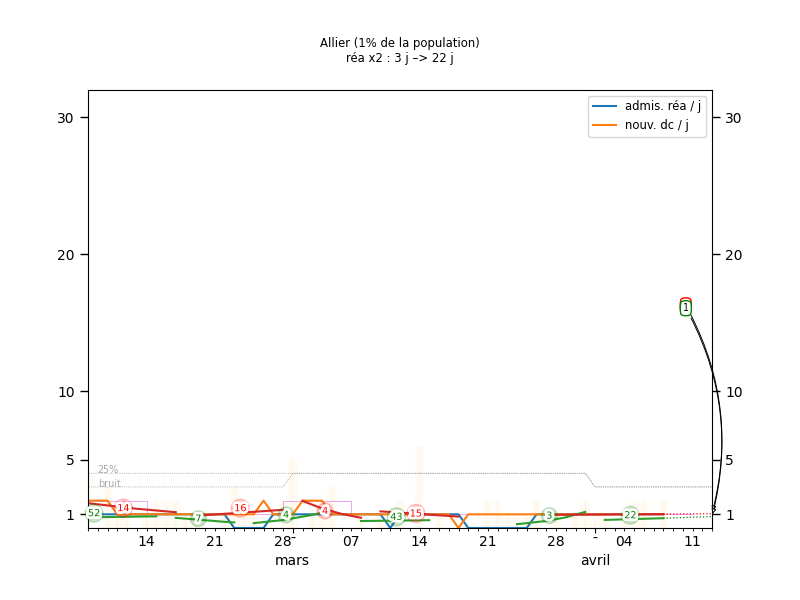 Allier (1% de la population)
réa x2 : 3 j –> 22 j
admis. réa / j
nouv. dc / j
30 30
20 20
1
10 10
25%
5 5
bruit
1 52 14 7 16 4 4 43 15 3 22 1
14 21 28 07 14 21 28 04 11
mars avril